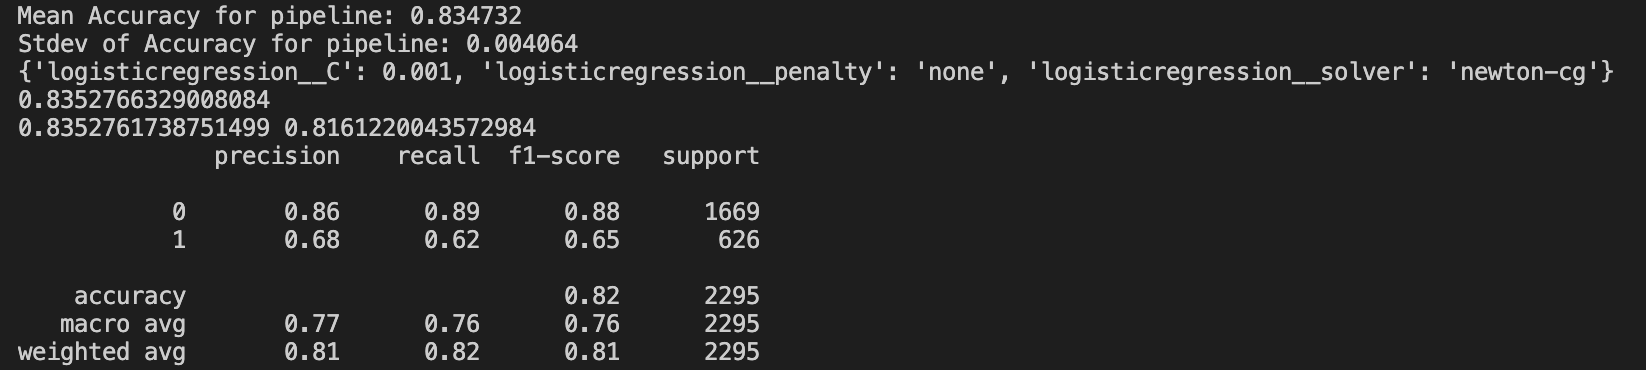 Mean Accuracy for pipeline: 0.834732
Stdev of Accuracy for pipeline: 0.004064
{'logisticregression__C': 0.001, 'logisticregression__penalty': 'none', 'logisticregression__solver': 'newton-cg'}
0.8352766329008084
0.8352761738751499 0.8161220043572984
precision recall f1-score support
0 0.86 0.89 0.88 1669
1 0.68 0.62 0.65 626
accuracy 0.82 2295
macro avg 0.77 0.76 0.76 2295
weighted avg 0.81 0.82 0.81 2295